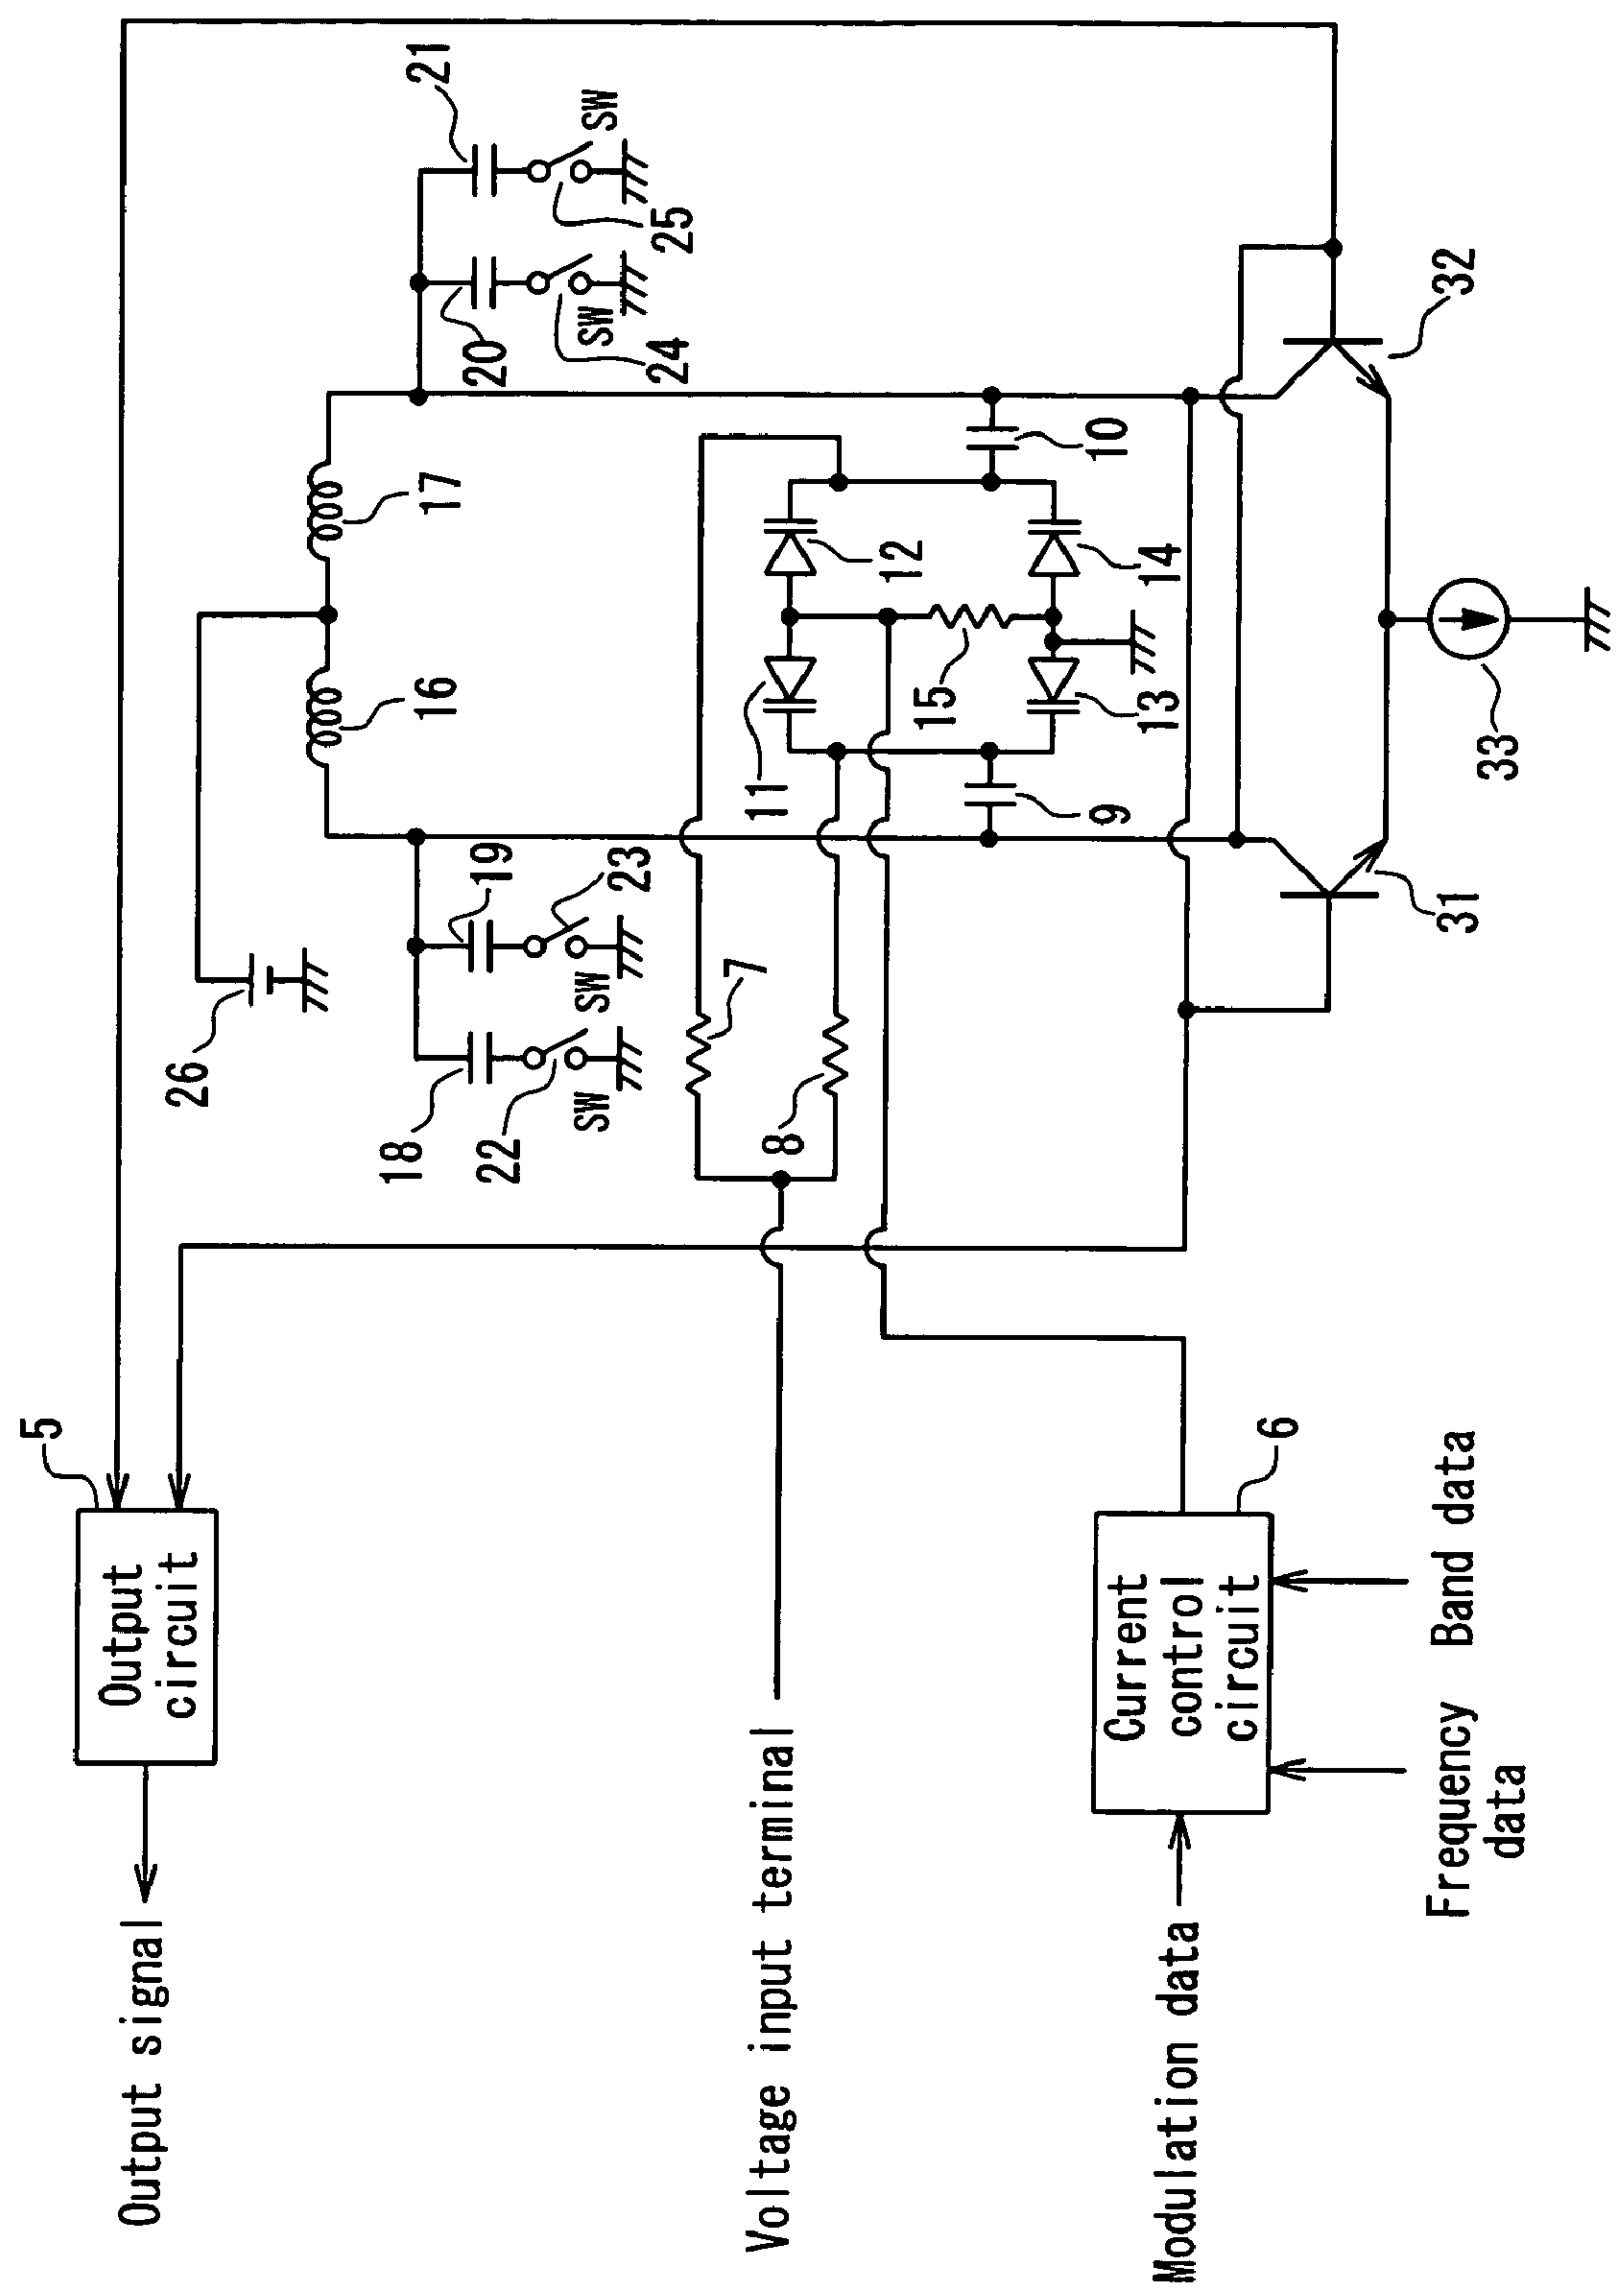 5
Output
circuit
Output signal
Voltage input terminal
Modulation data
6
Current
control
circuit
Frequency
data
Band data
26
16
17
18
19
20
21
22
SW
23
SW
24
SW
25
SW
7
8
9
10
11
12
13
14
15
31
32
33